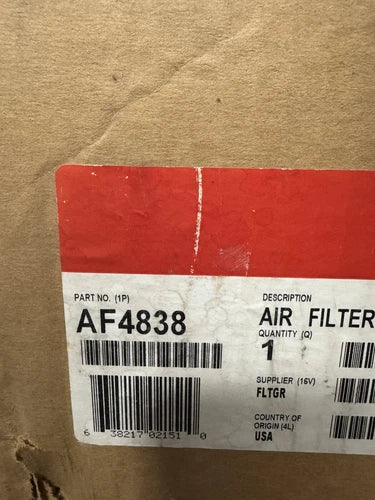 PART NO. (1P)
AF4838
6 38217 02151 0
DESCRIPTION
AIR FILTER
QUANTITY (Q)
1
SUPPLIER (16V)
FLTGR
COUNTRY OF
ORIGIN (4L)
USA